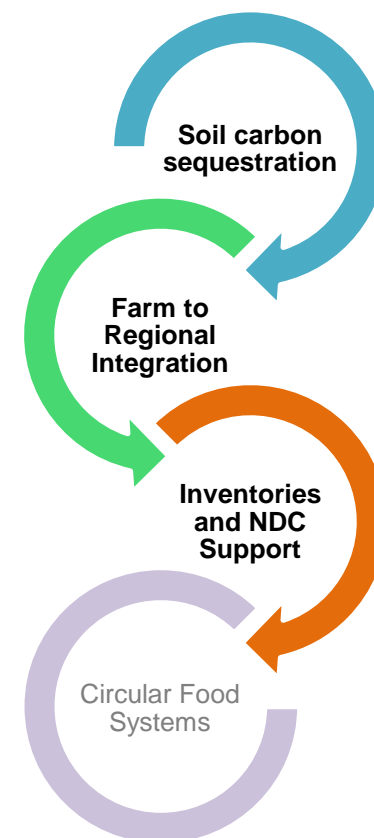 Soil carbon
sequestration
Farm to
Regional
Integration
Inventories
and NDC
Support
Circular Food
Systems